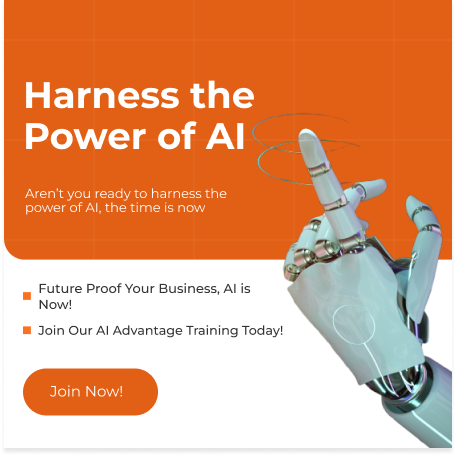 Harness the
Power of AI
Aren't you ready to harness the
power of AI, the time is now
Future Proof Your Business, AI is
Now!
Join Our AI Advantage Training Today!
Join Now!